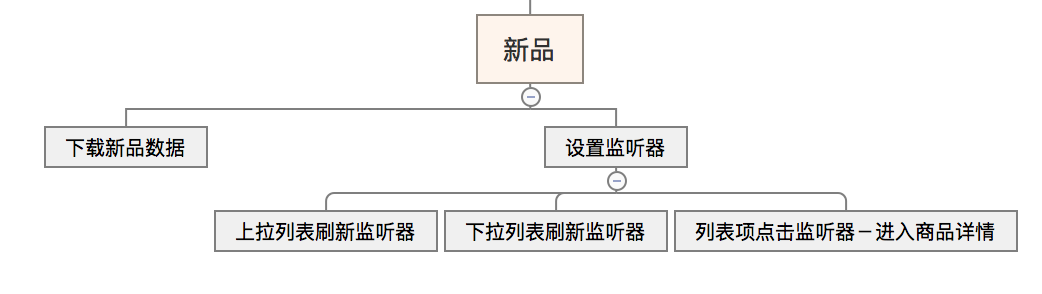 新品
下载新品数据
设置监听器
上拉列表刷新监听器
下拉列表刷新监听器
列表项点击监听器－进入商品详情